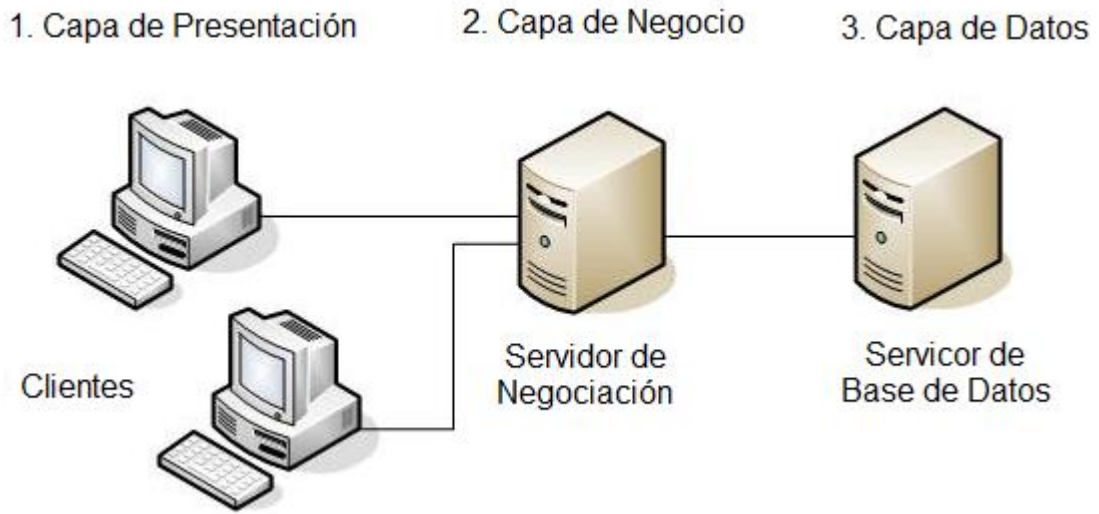 1. Capa de Presentación
2. Capa de Negocio
3. Capa de Datos
Clientes
Servidor de
Negociación
Servicor de
Base de Datos